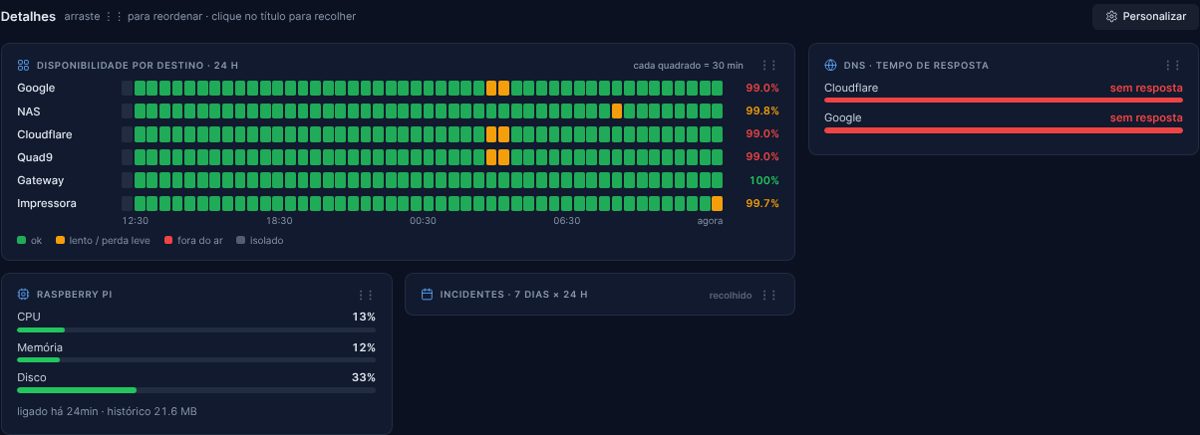 Detalhes arraste ⋮⋮ para reordenar · clique no título para recolher
Personalizar
DISPONIBILIDADE POR DESTINO · 24 H
cada quadrado = 30 min
Google 99.0%
NAS 99.8%
Cloudflare 99.0%
Quad9 99.0%
Gateway 100%
Impressora 99.7%
12:30 18:30 00:30 06:30 agora
ok lento / perda leve fora do ar isolado
DNS · TEMPO DE RESPOSTA
Cloudflare sem resposta
Google sem resposta
RASPBERRY PI
CPU 13%
Memória 12%
Disco 33%
ligado há 24min · histórico 21.6 MB
INCIDENTES · 7 DIAS × 24 H
recolhido